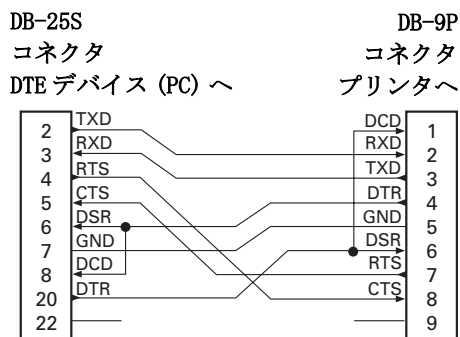 DB-25S
コネクタ
DTE デバイス (PC) へ
DB-9P
コネクタ
プリンタへ
2 TXD
3 RXD
4 RTS
5 CTS
6 DSR
7 GND
8 DCD
20 DTR
22
DCD 1
RXD 2
TXD 3
DTR 4
GND 5
DSR 6
RTS 7
CTS 8
9